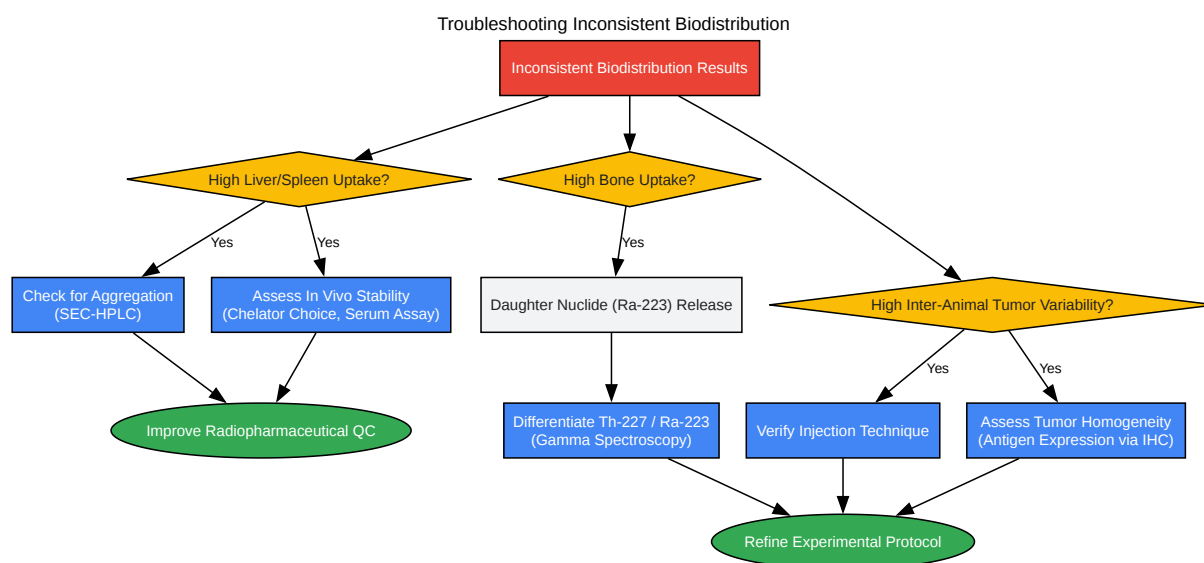 Troubleshooting Inconsistent Biodistribution
Inconsistent Biodistribution Results
High Liver/Spleen Uptake?
High Bone Uptake?
Yes
Yes
Yes
Check for Aggregation
(SEC-HPLC)
Assess In Vivo Stability
(Chelator Choice, Serum Assay)
Daughter Nuclide (Ra-223) Release
High Inter-Animal Tumor Variability?
Yes
Yes
Improve Radiopharmaceutical QC
Differentiate Th-227 / Ra-223
(Gamma Spectroscopy)
Verify Injection Technique
Assess Tumor Homogeneity
(Antigen Expression via IHC)
Refine Experimental Protocol